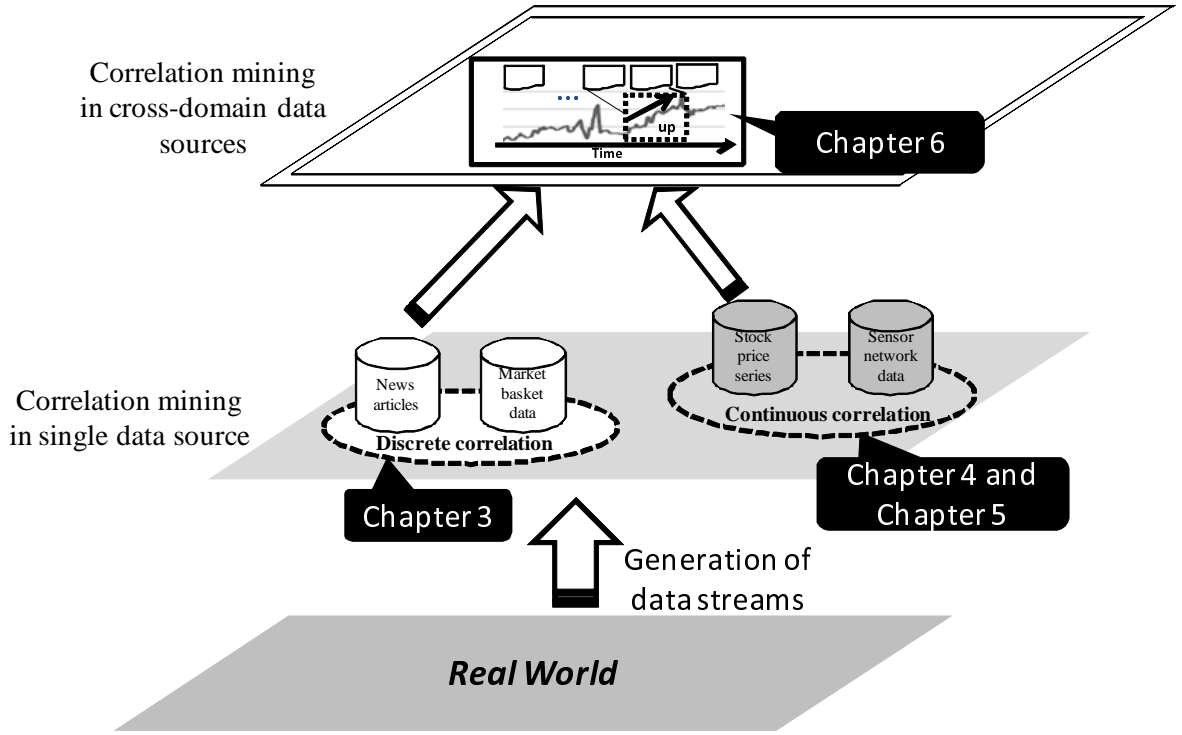 Correlation mining
in cross-domain data
sources
...
up
Time
Chapter 6
Correlation mining
in single data source
News
articles
Market
basket
data
Discrete correlation
Stock
price
series
Sensor
network
data
Continuous correlation
Chapter 3
Chapter 4 and
Chapter 5
Generation of
data streams
Real World